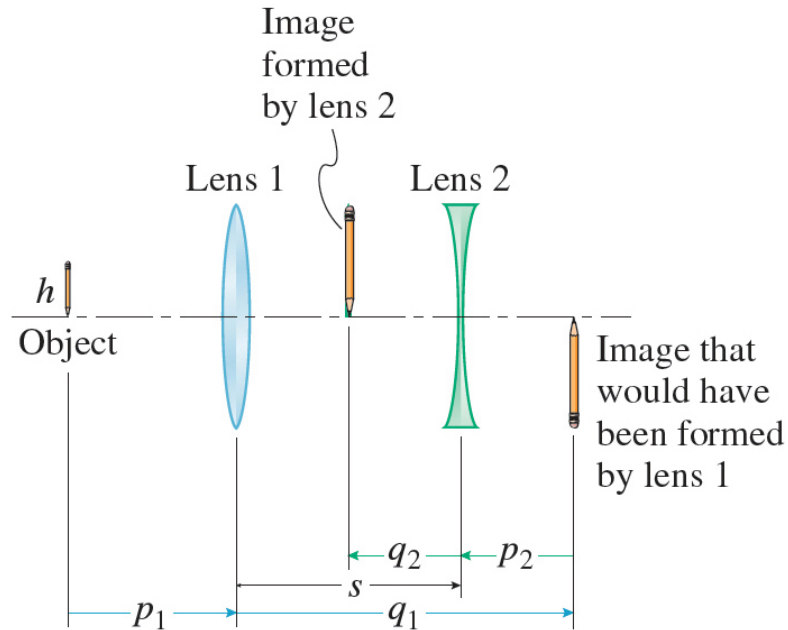 Image
formed
by lens 2
Lens 1
Lens 2
h
Object
Image that
would have
been formed
by lens 1
q2
p2
s
p1
q1